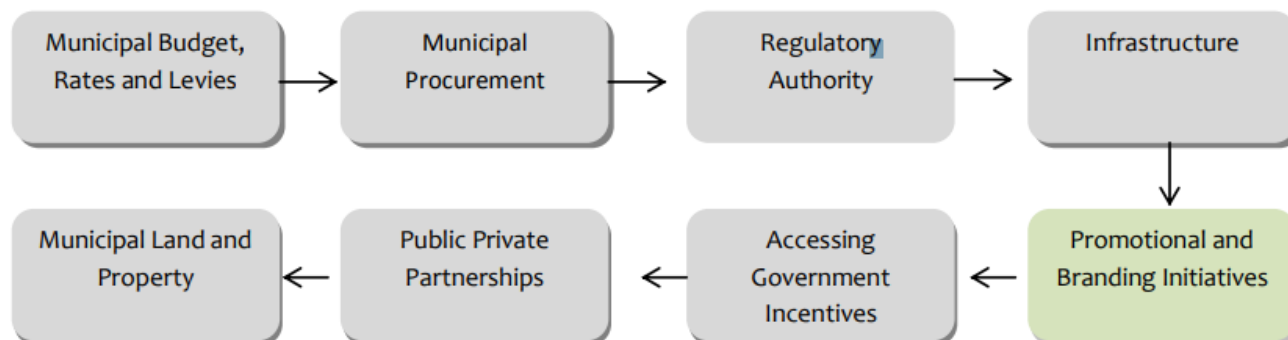 Municipal Budget,
Rates and Levies
Municipal
Procurement
Regulatory
Authority
Infrastructure
Promotional and
Branding Initiatives
Accessing
Government
Incentives
Public Private
Partnerships
Municipal Land and
Property